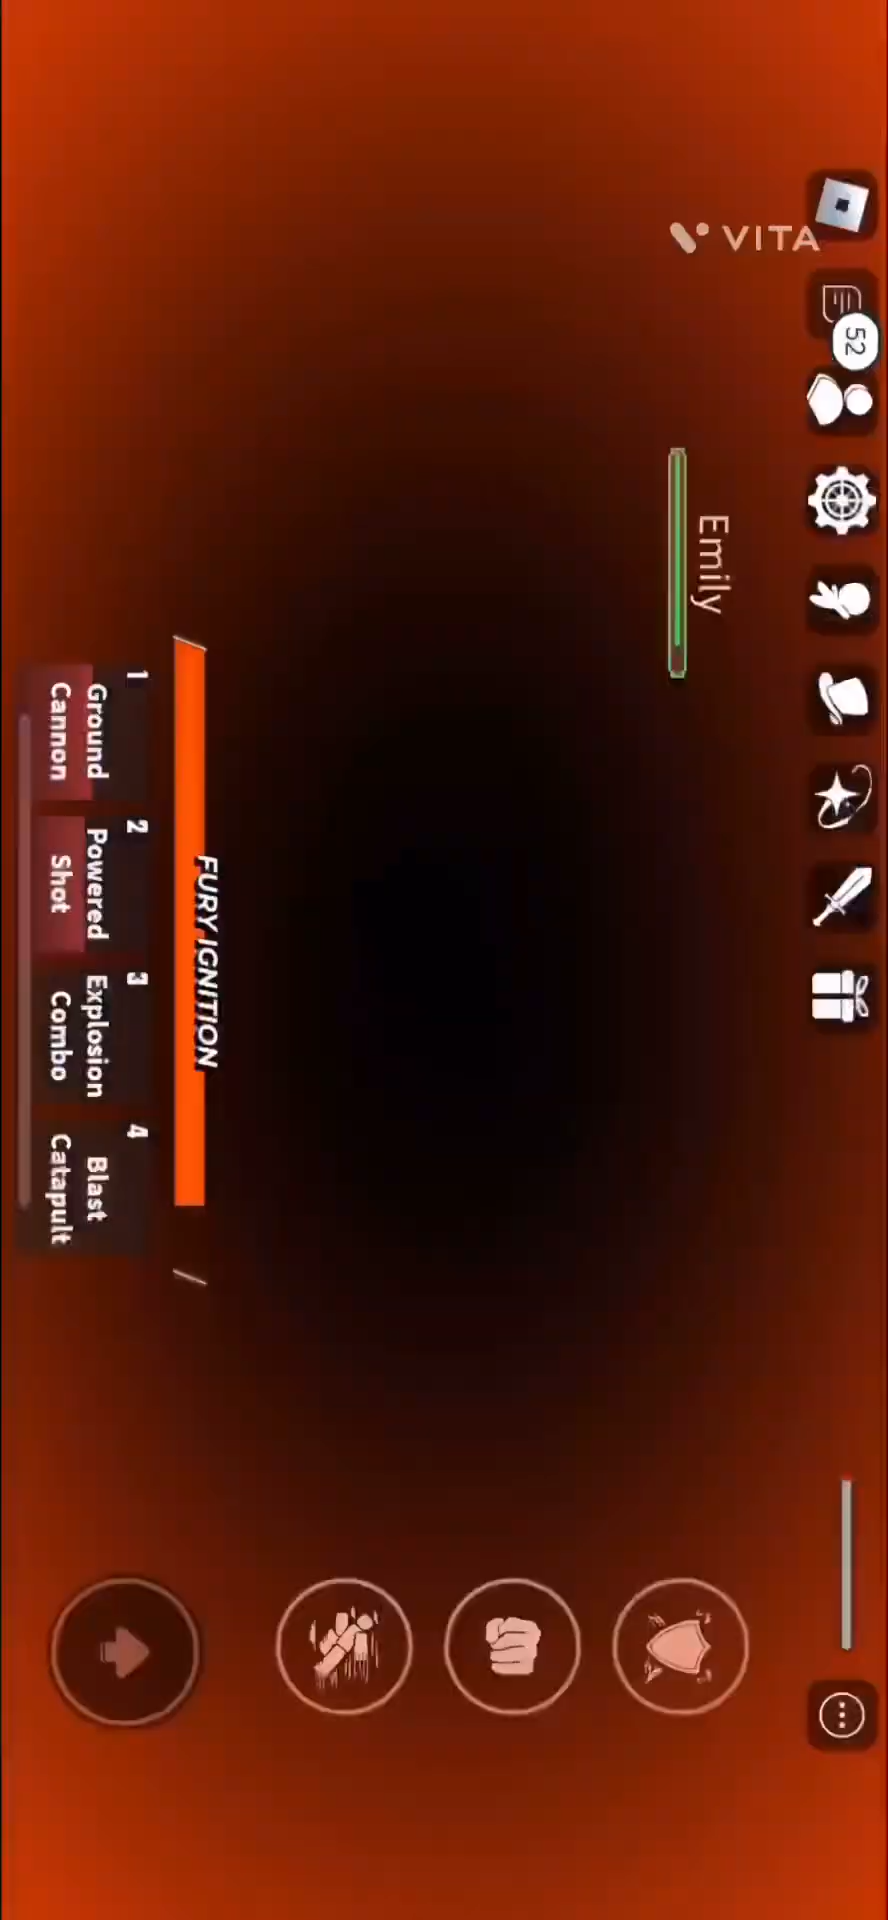 VITA
52
Emily
FURY IGNITION
1
Ground
Cannon
2
Powered
Shot
3
Explosion
Combo
4
Blast
Catapult